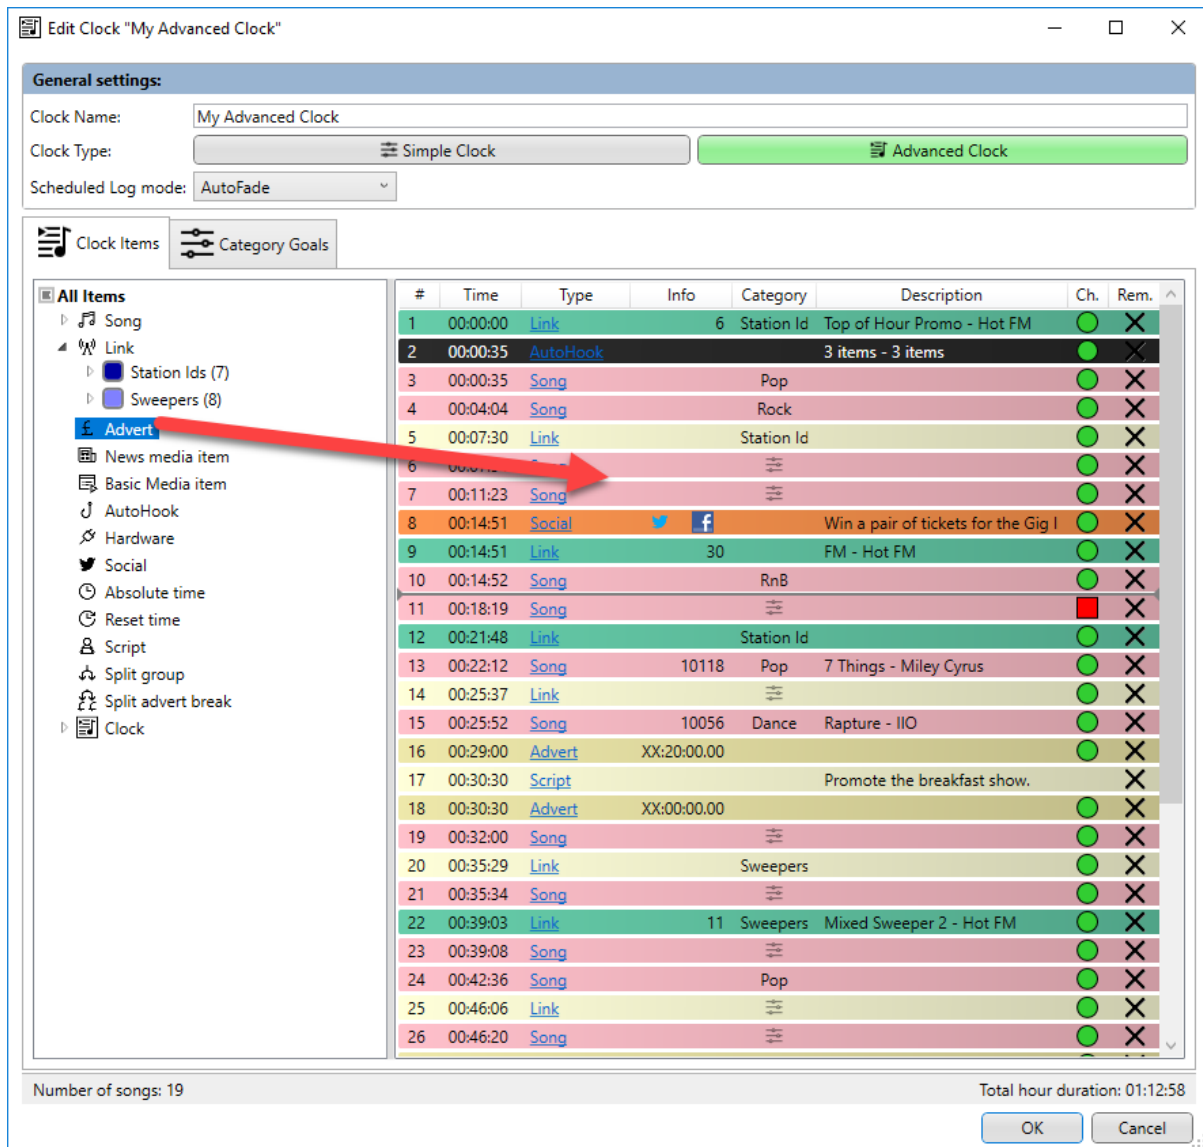 Edit Clock "My Advanced Clock"
General settings:
Clock Name: My Advanced Clock
Clock Type: Simple Clock Advanced Clock
Scheduled Log mode: AutoFade
Clock Items Category Goals
All Items
Song
Link
Station Ids (7)
Sweepers (8)
£ Advert
News media item
Basic Media item
AutoHook
Hardware
Social
Absolute time
Reset time
Script
Split group
Split advert break
Clock
# Time Type Info Category Description Ch. Rem.
1 00:00:00 Link 6 Station Id Top of Hour Promo - Hot FM
2 00:00:35 AutoHook 3 items - 3 items
3 00:00:35 Song Pop
4 00:04:04 Song Rock
5 00:07:30 Link Station Id
6
7 00:11:23 Song
8 00:14:51 Social Win a pair of tickets for the Gig
9 00:14:51 Link 30 FM - Hot FM
10 00:14:52 Song RnB
11 00:18:19 Song
12 00:21:48 Link Station Id
13 00:22:12 Song 10118 Pop 7 Things - Miley Cyrus
14 00:25:37 Link
15 00:25:52 Song 10056 Dance Rapture - IIO
16 00:29:00 Advert XX:20:00.00
17 00:30:30 Script Promote the breakfast show.
18 00:30:30 Advert XX:00:00.00
19 00:32:00 Song
20 00:35:29 Link Sweepers
21 00:35:34 Song
22 00:39:03 Link 11 Sweepers Mixed Sweeper 2 - Hot FM
23 00:39:08 Song
24 00:42:36 Song Pop
25 00:46:06 Link
26 00:46:20 Song
Number of songs: 19 Total hour duration: 01:12:58
OK Cancel